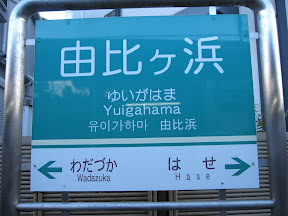 由比ヶ浜
ゆいがはま
Yuigahama
유이가하마 由比浜
わだづか は せ
Wadazuka Hase